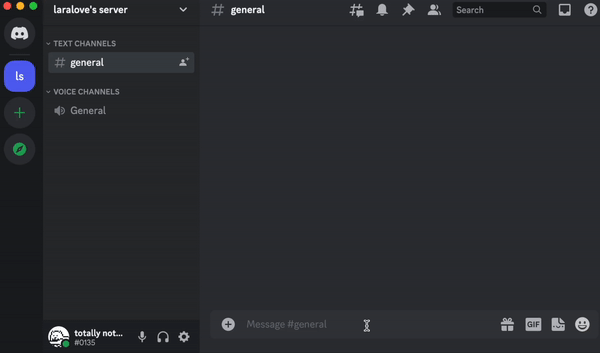 laralove's server
# general
Search
ls
TEXT CHANNELS
# general
VOICE CHANNELS
General
Message #general
GIF
totally not...
#0135